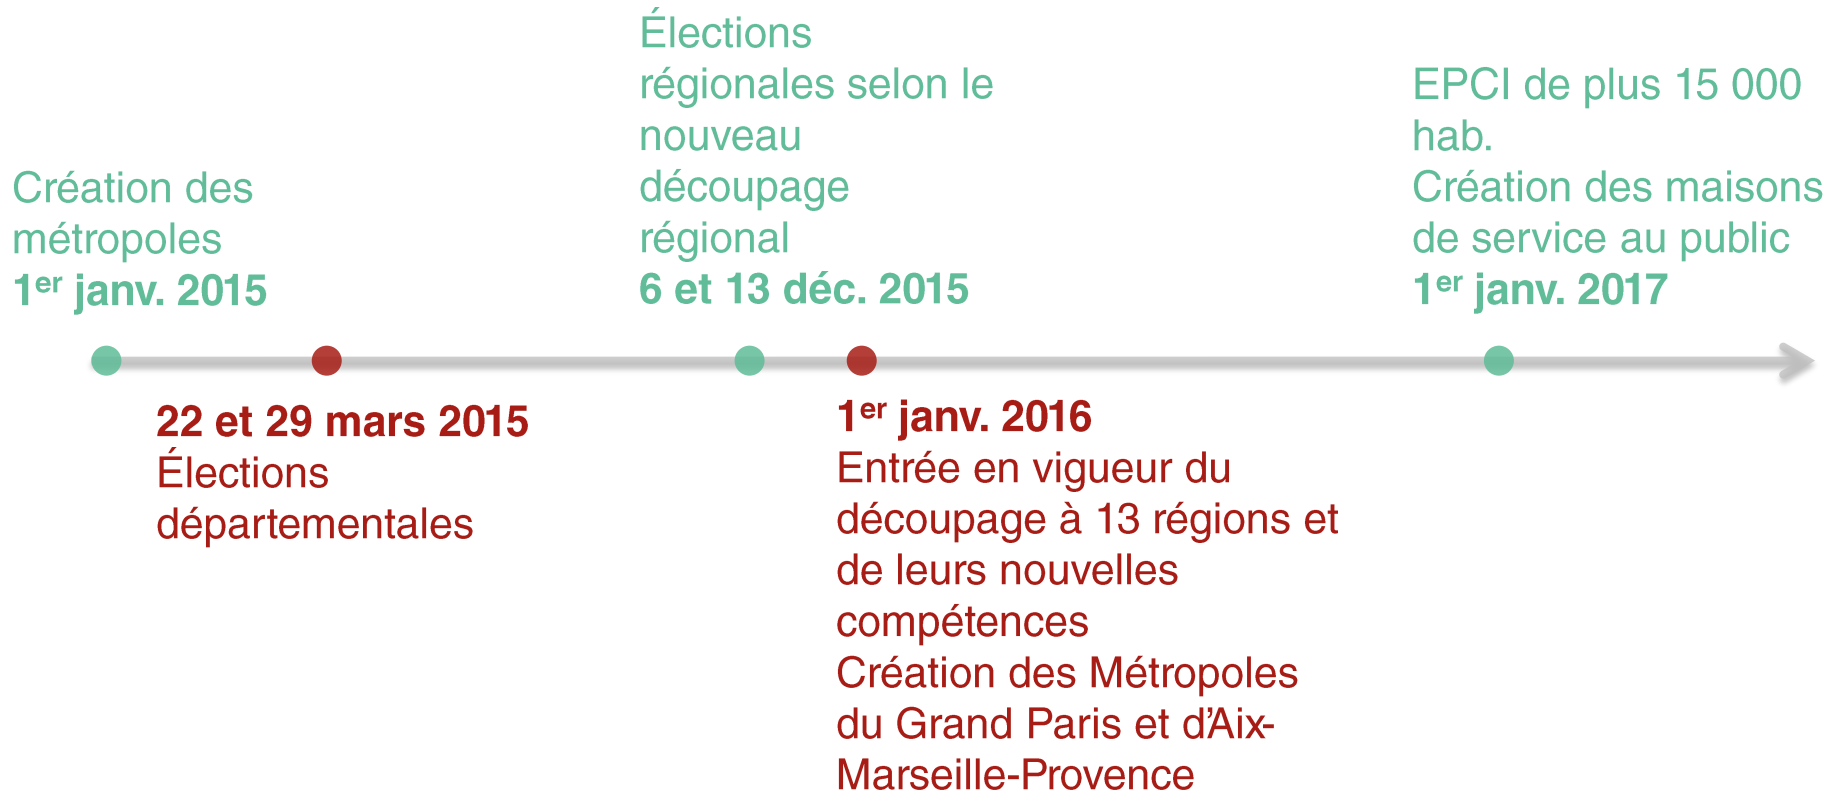 Création des
métropoles
1er janv. 2015
Élections
régionales selon le
nouveau
découpage
régional
6 et 13 déc. 2015
EPCI de plus 15 000
hab.
Création des maisons
de service au public
1er janv. 2017
22 et 29 mars 2015
Élections
départementales
1er janv. 2016
Entrée en vigueur du
découpage à 13 régions et
de leurs nouvelles
compétences
Création des Métropoles
du Grand Paris et d’Aix-
Marseille-Provence